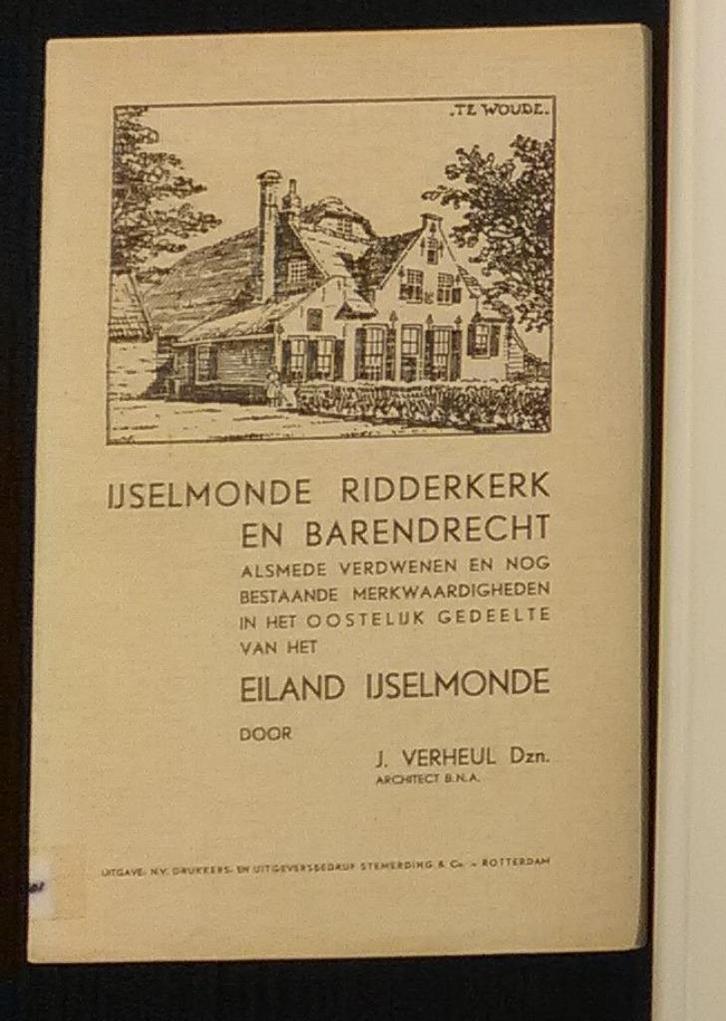 .TE WOUDE.
IJSELMONDE RIDDERKERK
EN BARENDRECHT
ALSMEDE VERDWENEN EN NOG
BESTAANDE MERKWAARDIGHEDEN
IN HET OOSTELIJK GEDEELTE
VAN HET
EILAND IJSELMONDE
DOOR
J. VERHEUL Dzn.
ARCHITECT B.N.A.
UITGAVE: N.V. DRUKKERS- EN UITGEVERSBEDRIJF STEMERDING & Co. - ROTTERDAM